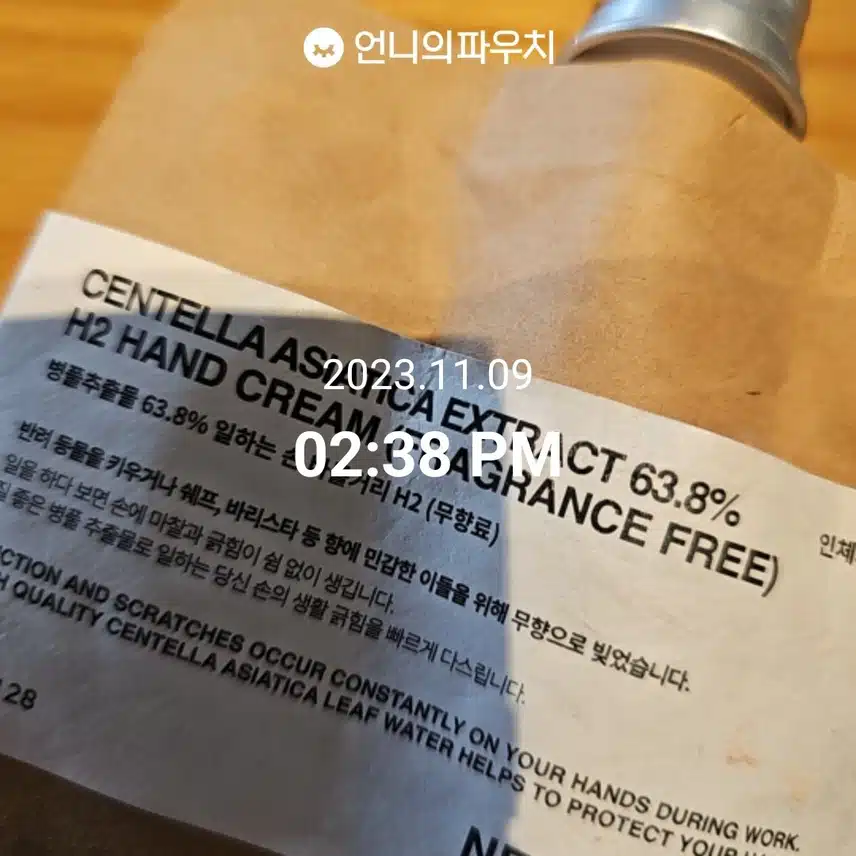 언니의파우치
CENTELLA ASIATICA EXTRACT 63.8%
H2 HAND CREAM (FRAGRANCE FREE)
2023.11.09
02:38 PM
병풀추출물 63.8% 일하는 손 H2 (무향료)
인체
반려 동물을 키우거나 쉐프, 바리스타 등 향에 민감한 이들을 위해 무향으로 빚었습니다.
일을 하다 보면 손에 마찰과 긁힘이 쉼 없이 생깁니다.
질 좋은 병풀 추출물로 일하는 당신 손의 생활 긁힘을 빠르게 다스립니다.
CTION AND SCRATCHES OCCUR CONSTANTLY ON YOUR HANDS DURING WORK.
H QUALITY CENTELLA ASIATICA LEAF WATER HELPS TO PROTECT YOUR
128